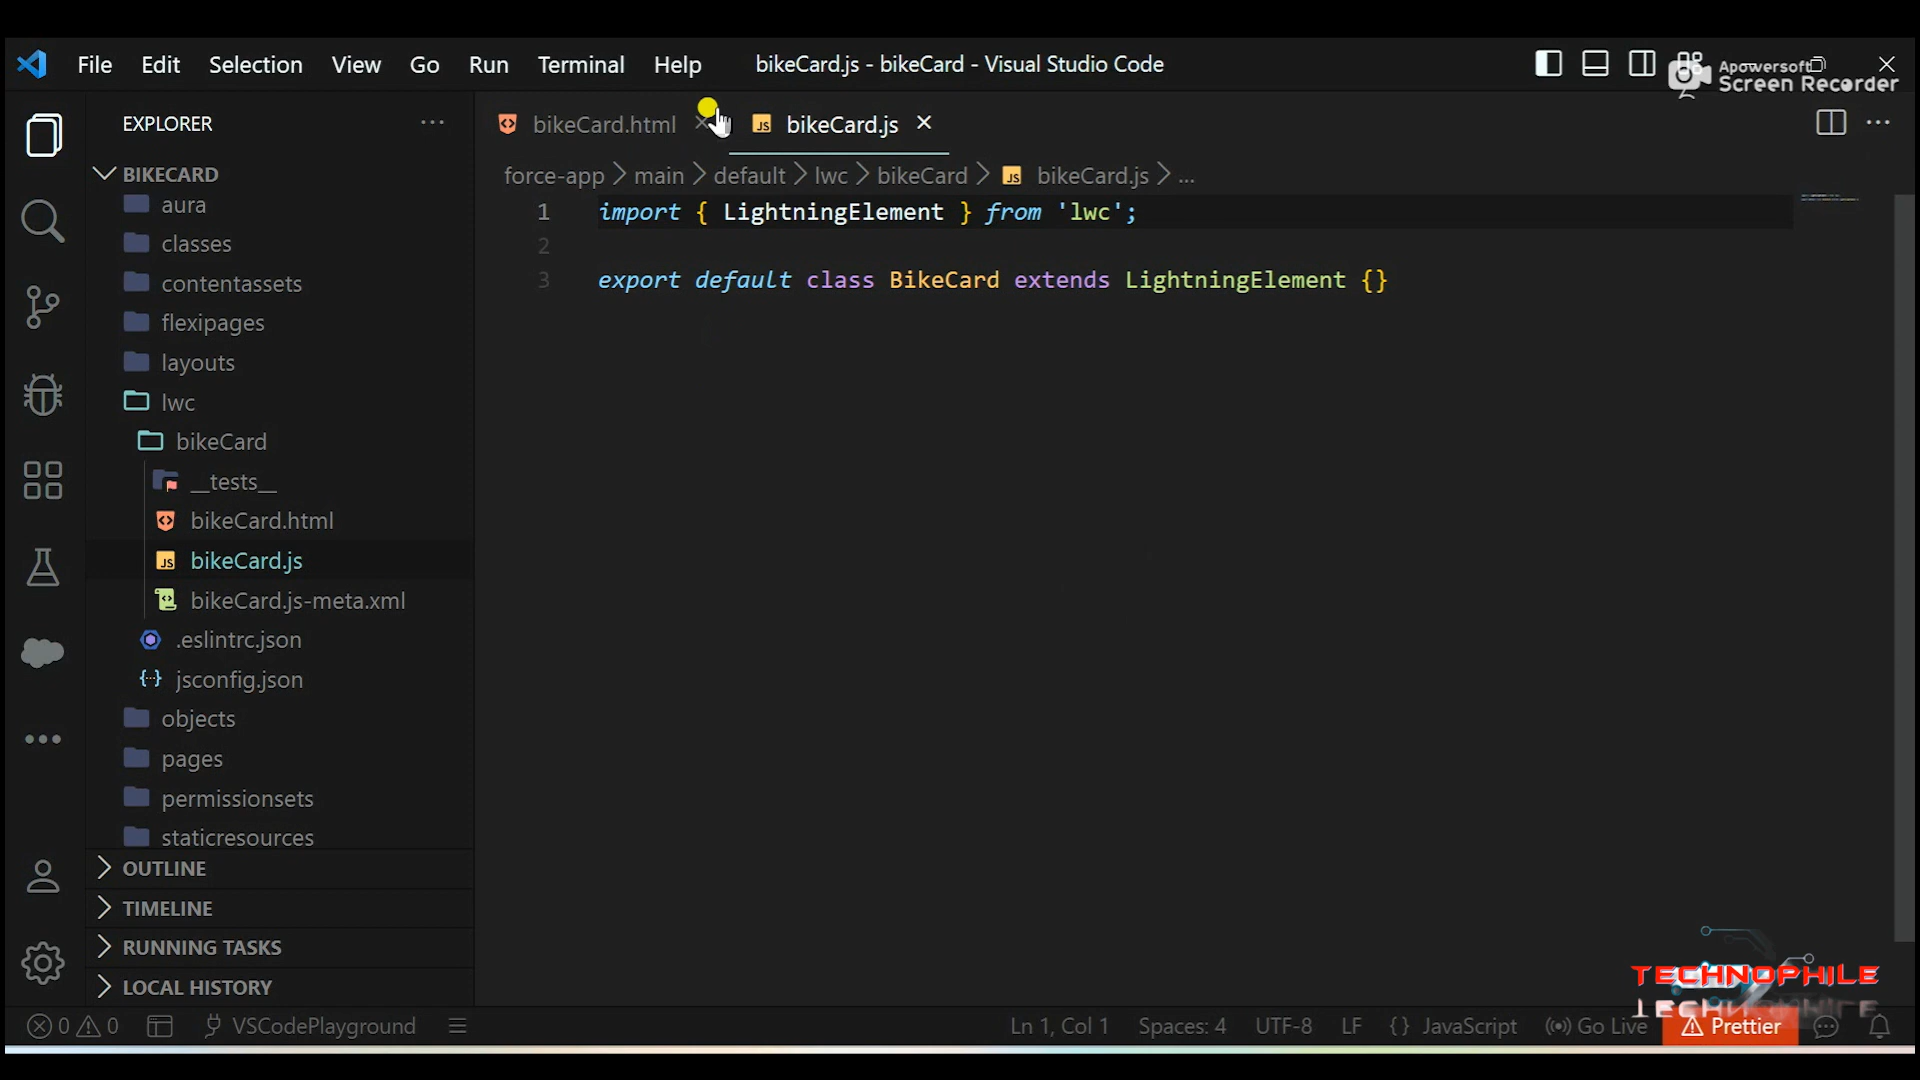 File Edit Selection View Go Run Terminal Help bikeCard.js - bikeCard - Visual Studio Code
Apowersoft
Screen Recorder
EXPLORER
bikeCard.html
JS bikeCard.js
BIKECARD
force-app > main > default > lwc > bikeCard > JS bikeCard.js > ...
aura
classes
contentassets
flexipages
layouts
lwc
bikeCard
__tests__
bikeCard.html
JS bikeCard.js
bikeCard.js-meta.xml
.eslintrc.json
jsconfig.json
objects
pages
permissionsets
staticresources
OUTLINE
TIMELINE
RUNNING TASKS
LOCAL HISTORY
1 import { LightningElement } from 'lwc';
2
3 export default class BikeCard extends LightningElement {}
TECHNOPHILE
0 0 VSCodePlayground Ln 1, Col 1 Spaces: 4 UTF-8 LF {} JavaScript Go Live Prettier